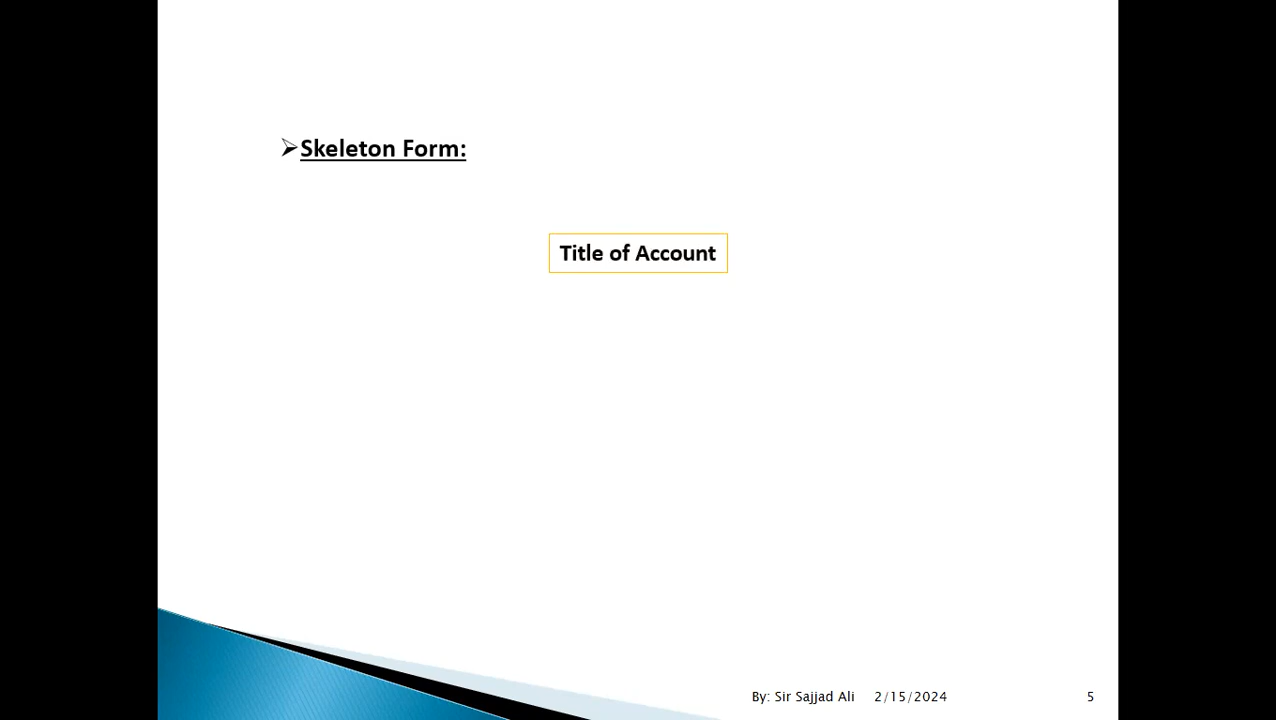 ➢Skeleton Form:
Title of Account
By: Sir Sajjad Ali 2/15/2024 5